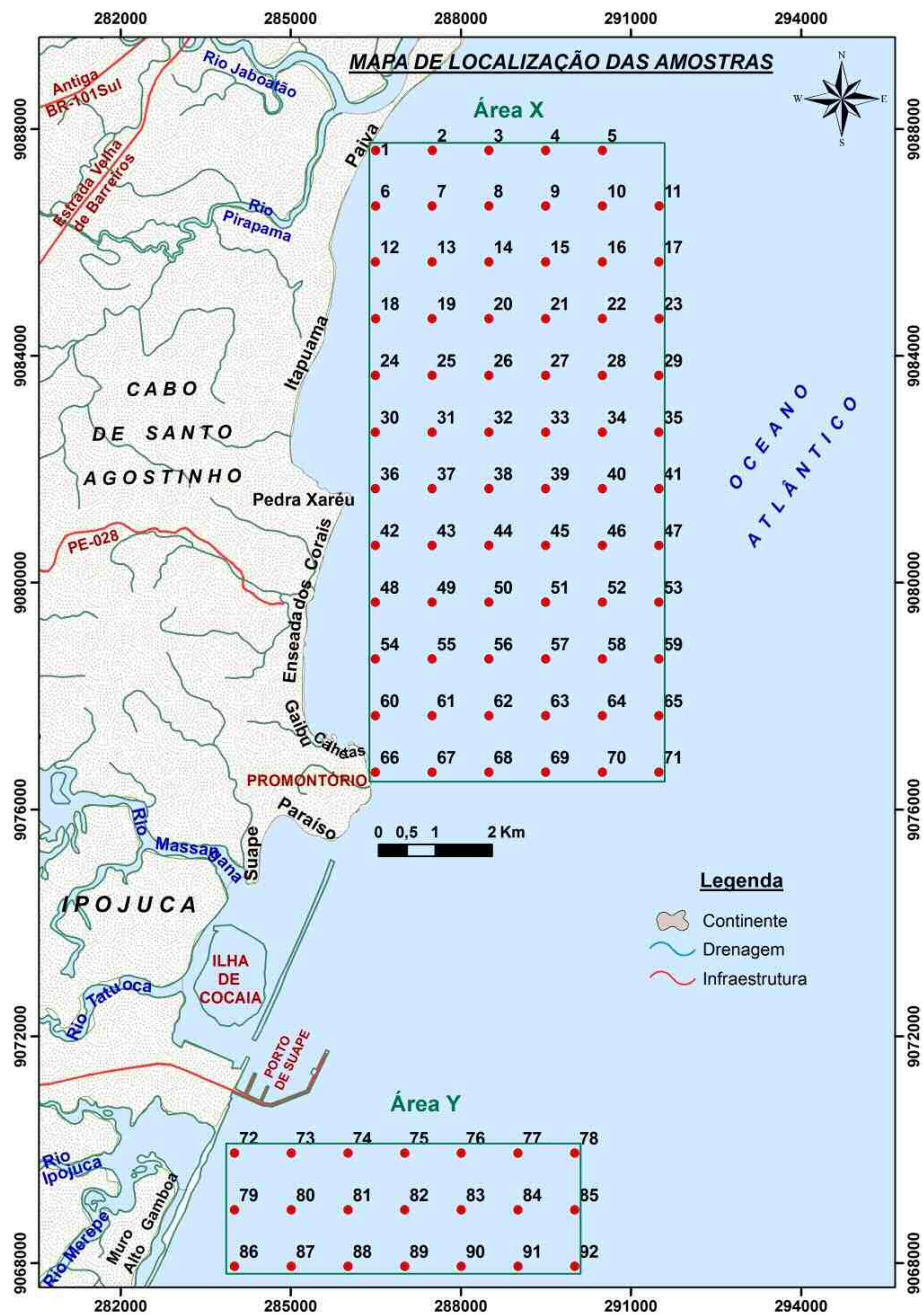 282000 285000 288000 291000 294000
MAPA DE LOCALIZAÇÃO DAS AMOSTRAS
N
W E
S
Antiga
BR-101Sul
Rio Jaboatão
Estrada Velha
de Barreiros
Rio
Pirapama
Paiva
Área X
1 2 3 4 5
6 7 8 9 10 11
12 13 14 15 16 17
18 19 20 21 22 23
24 25 26 27 28 29
30 31 32 33 34 35
36 37 38 39 40 41
42 43 44 45 46 47
48 49 50 51 52 53
54 55 56 57 58 59
60 61 62 63 64 65
66 67 68 69 70 71
9088000
9084000
9080000
9076000
9072000
9068000
9088000
9084000
9080000
9076000
9072000
9068000
Itapuama
CABO
DE SANTO
AGOSTINHO
OCEANO
ATLÂNTICO
Pedra Xaréu
PE-028
Enseada dos Corais
Gaibu
Calhetas
PROMONTÓRIO
Paraíso
Suape
Rio Massangana
0 0,5 1 2 Km
IPOJUCA
Legenda
Continente
Drenagem
Infraestrutura
ILHA
DE
COCAIA
Rio Tatuoca
PORTO
DE SUAPE
Área Y
72 73 74 75 76 77 78
79 80 81 82 83 84 85
86 87 88 89 90 91 92
Rio
Ipojuca
Rio Merepe
Muro
Alto
Gamboa
282000 285000 288000 291000 294000